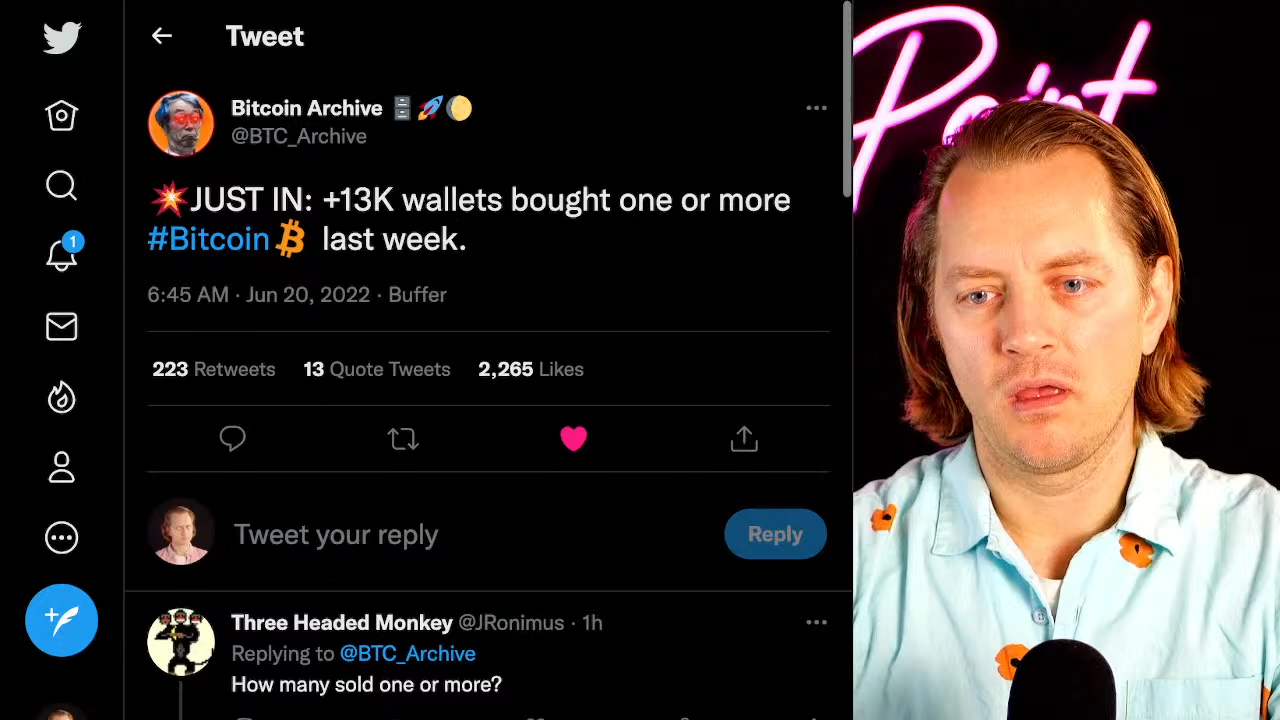 Tweet
Bitcoin Archive
@BTC_Archive
JUST IN: +13K wallets bought one or more
#Bitcoin last week.
6:45 AM · Jun 20, 2022 · Buffer
223 Retweets 13 Quote Tweets 2,265 Likes
1
Tweet your reply
Reply
Three Headed Monkey @JRonimus · 1h
Replying to @BTC_Archive
How many sold one or more?
Point